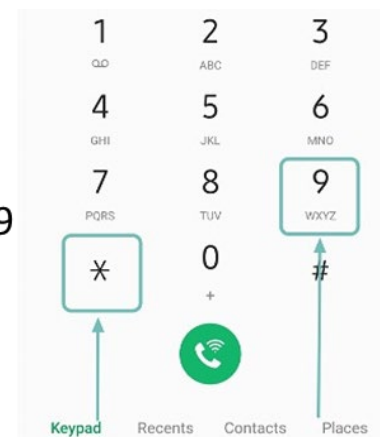 1 2 3
ABC DEF
4 5 6
GHI JKL MNO
7 8 9
PQRS TUV WXYZ
9
* 0 #
+
Keypad Recents Contacts Places